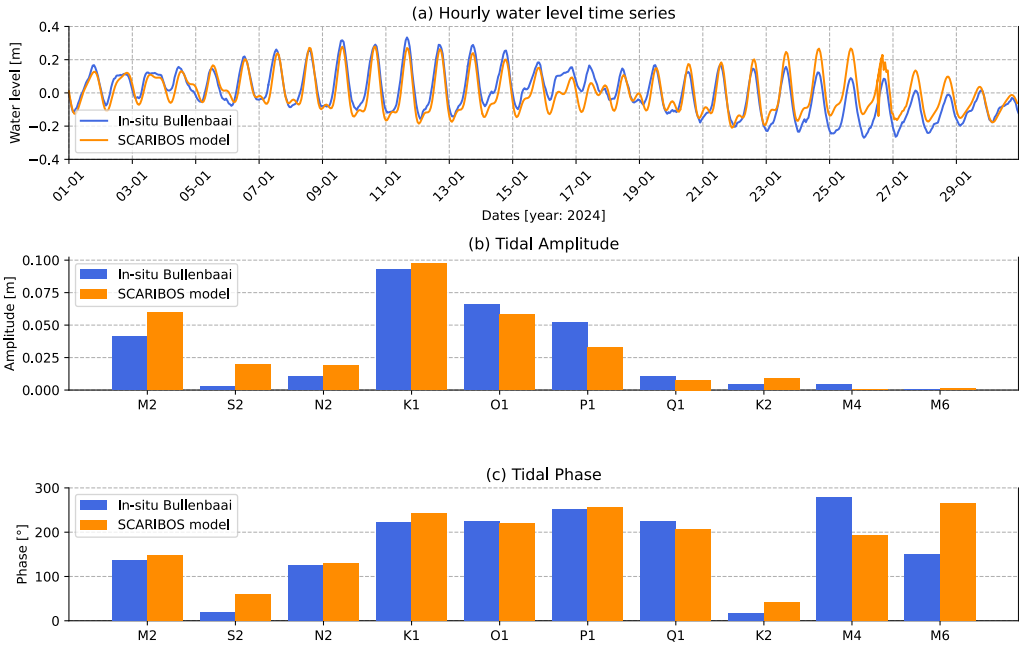 (a) Hourly water level time series
Water level [m]
0.4
0.2
0.0
−0.2
−0.4
In-situ Bullenbaai
SCARIBOS model
01-01 03-01 05-01 07-01 09-01 11-01 13-01 15-01 17-01 19-01 21-01 23-01 25-01 27-01 29-01
Dates [year: 2024]
(b) Tidal Amplitude
Amplitude [m]
0.100
0.075
0.050
0.025
0.000
In-situ Bullenbaai
SCARIBOS model
M2 S2 N2 K1 O1 P1 Q1 K2 M4 M6
(c) Tidal Phase
Phase [°]
300
200
100
0
In-situ Bullenbaai
SCARIBOS model
M2 S2 N2 K1 O1 P1 Q1 K2 M4 M6